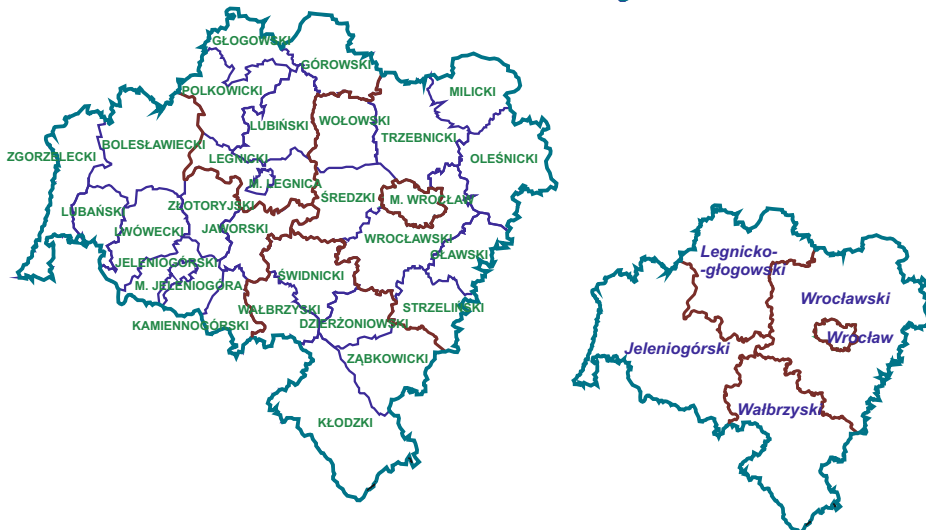 GŁOGOWSKI
GÓROWSKI
POLKOWICKI
MILICKI
LUBIŃSKI
WOŁOWSKI
TRZEBNICKI
BOLESŁAWIECKI
ZGORZELECKI
LEGNICKI
OLEŚNICKI
M. LEGNICA
ŚREDZKI
M. WROCŁAW
LUBAŃSKI
ZŁOTORYJSKI
LWÓWECKI
JAWORSKI
WROCŁAWSKI
OŁAWSKI
JELENIOGÓRSKI
ŚWIDNICKI
M. JELENIOGÓRA
WAŁBRZYSKI
STRZELIŃSKI
KAMIENNOGÓRSKI
DZIERŻONIOWSKI
ZĄBKOWICKI
KŁODZKI
Legnicko-
-głogowski
Wrocławski
Wrocław
Jeleniogórski
Wałbrzyski